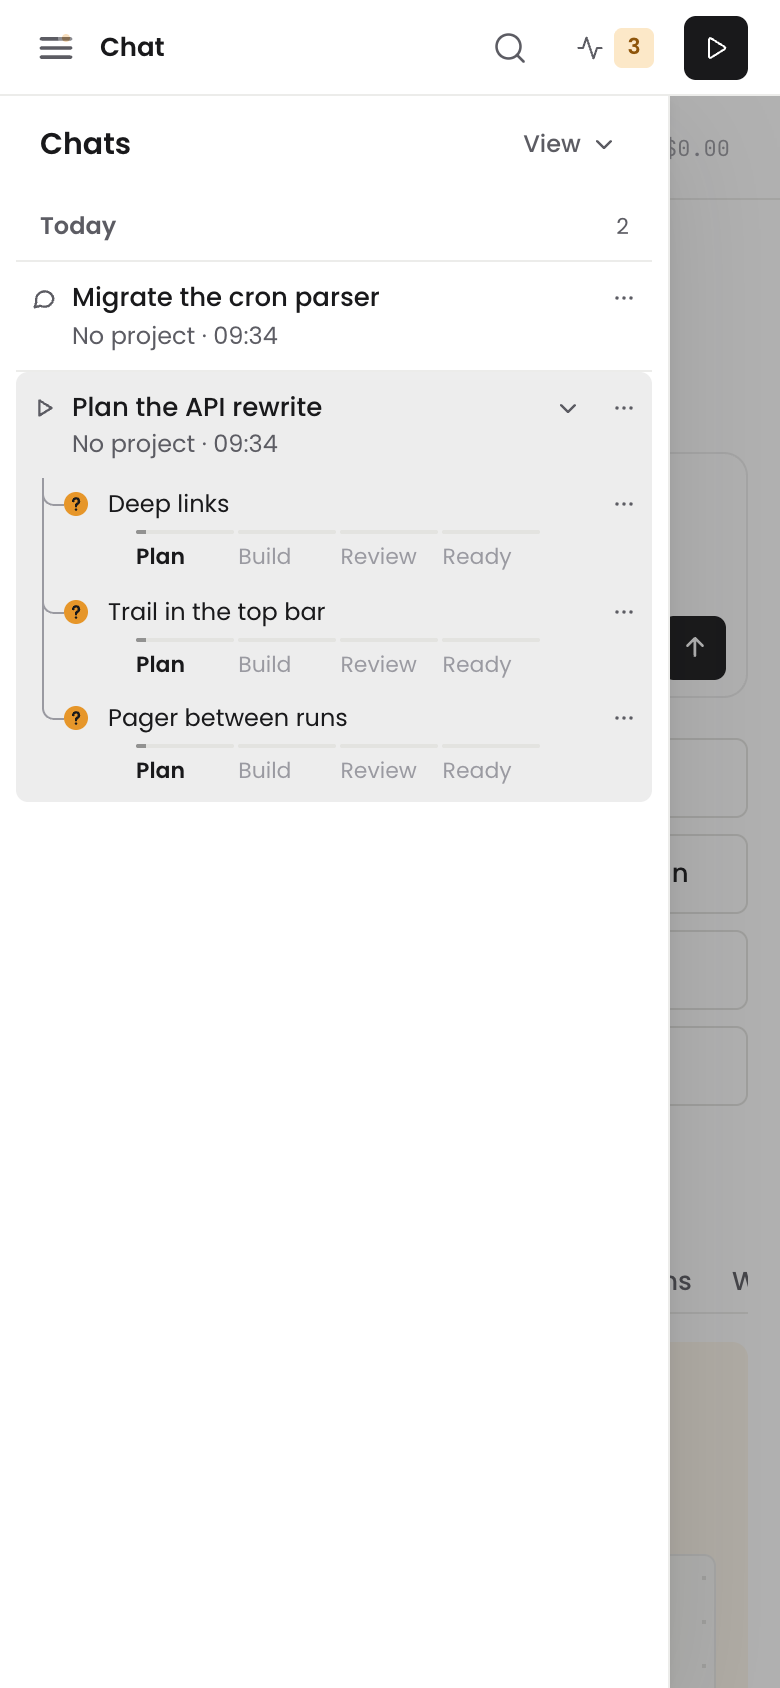 Chat
3
Chats
View
$0.00
Today
2
Migrate the cron parser
No project · 09:34
Plan the API rewrite
No project · 09:34
? Deep links
Plan Build Review Ready
? Trail in the top bar
Plan Build Review Ready
? Pager between runs
Plan Build Review Ready